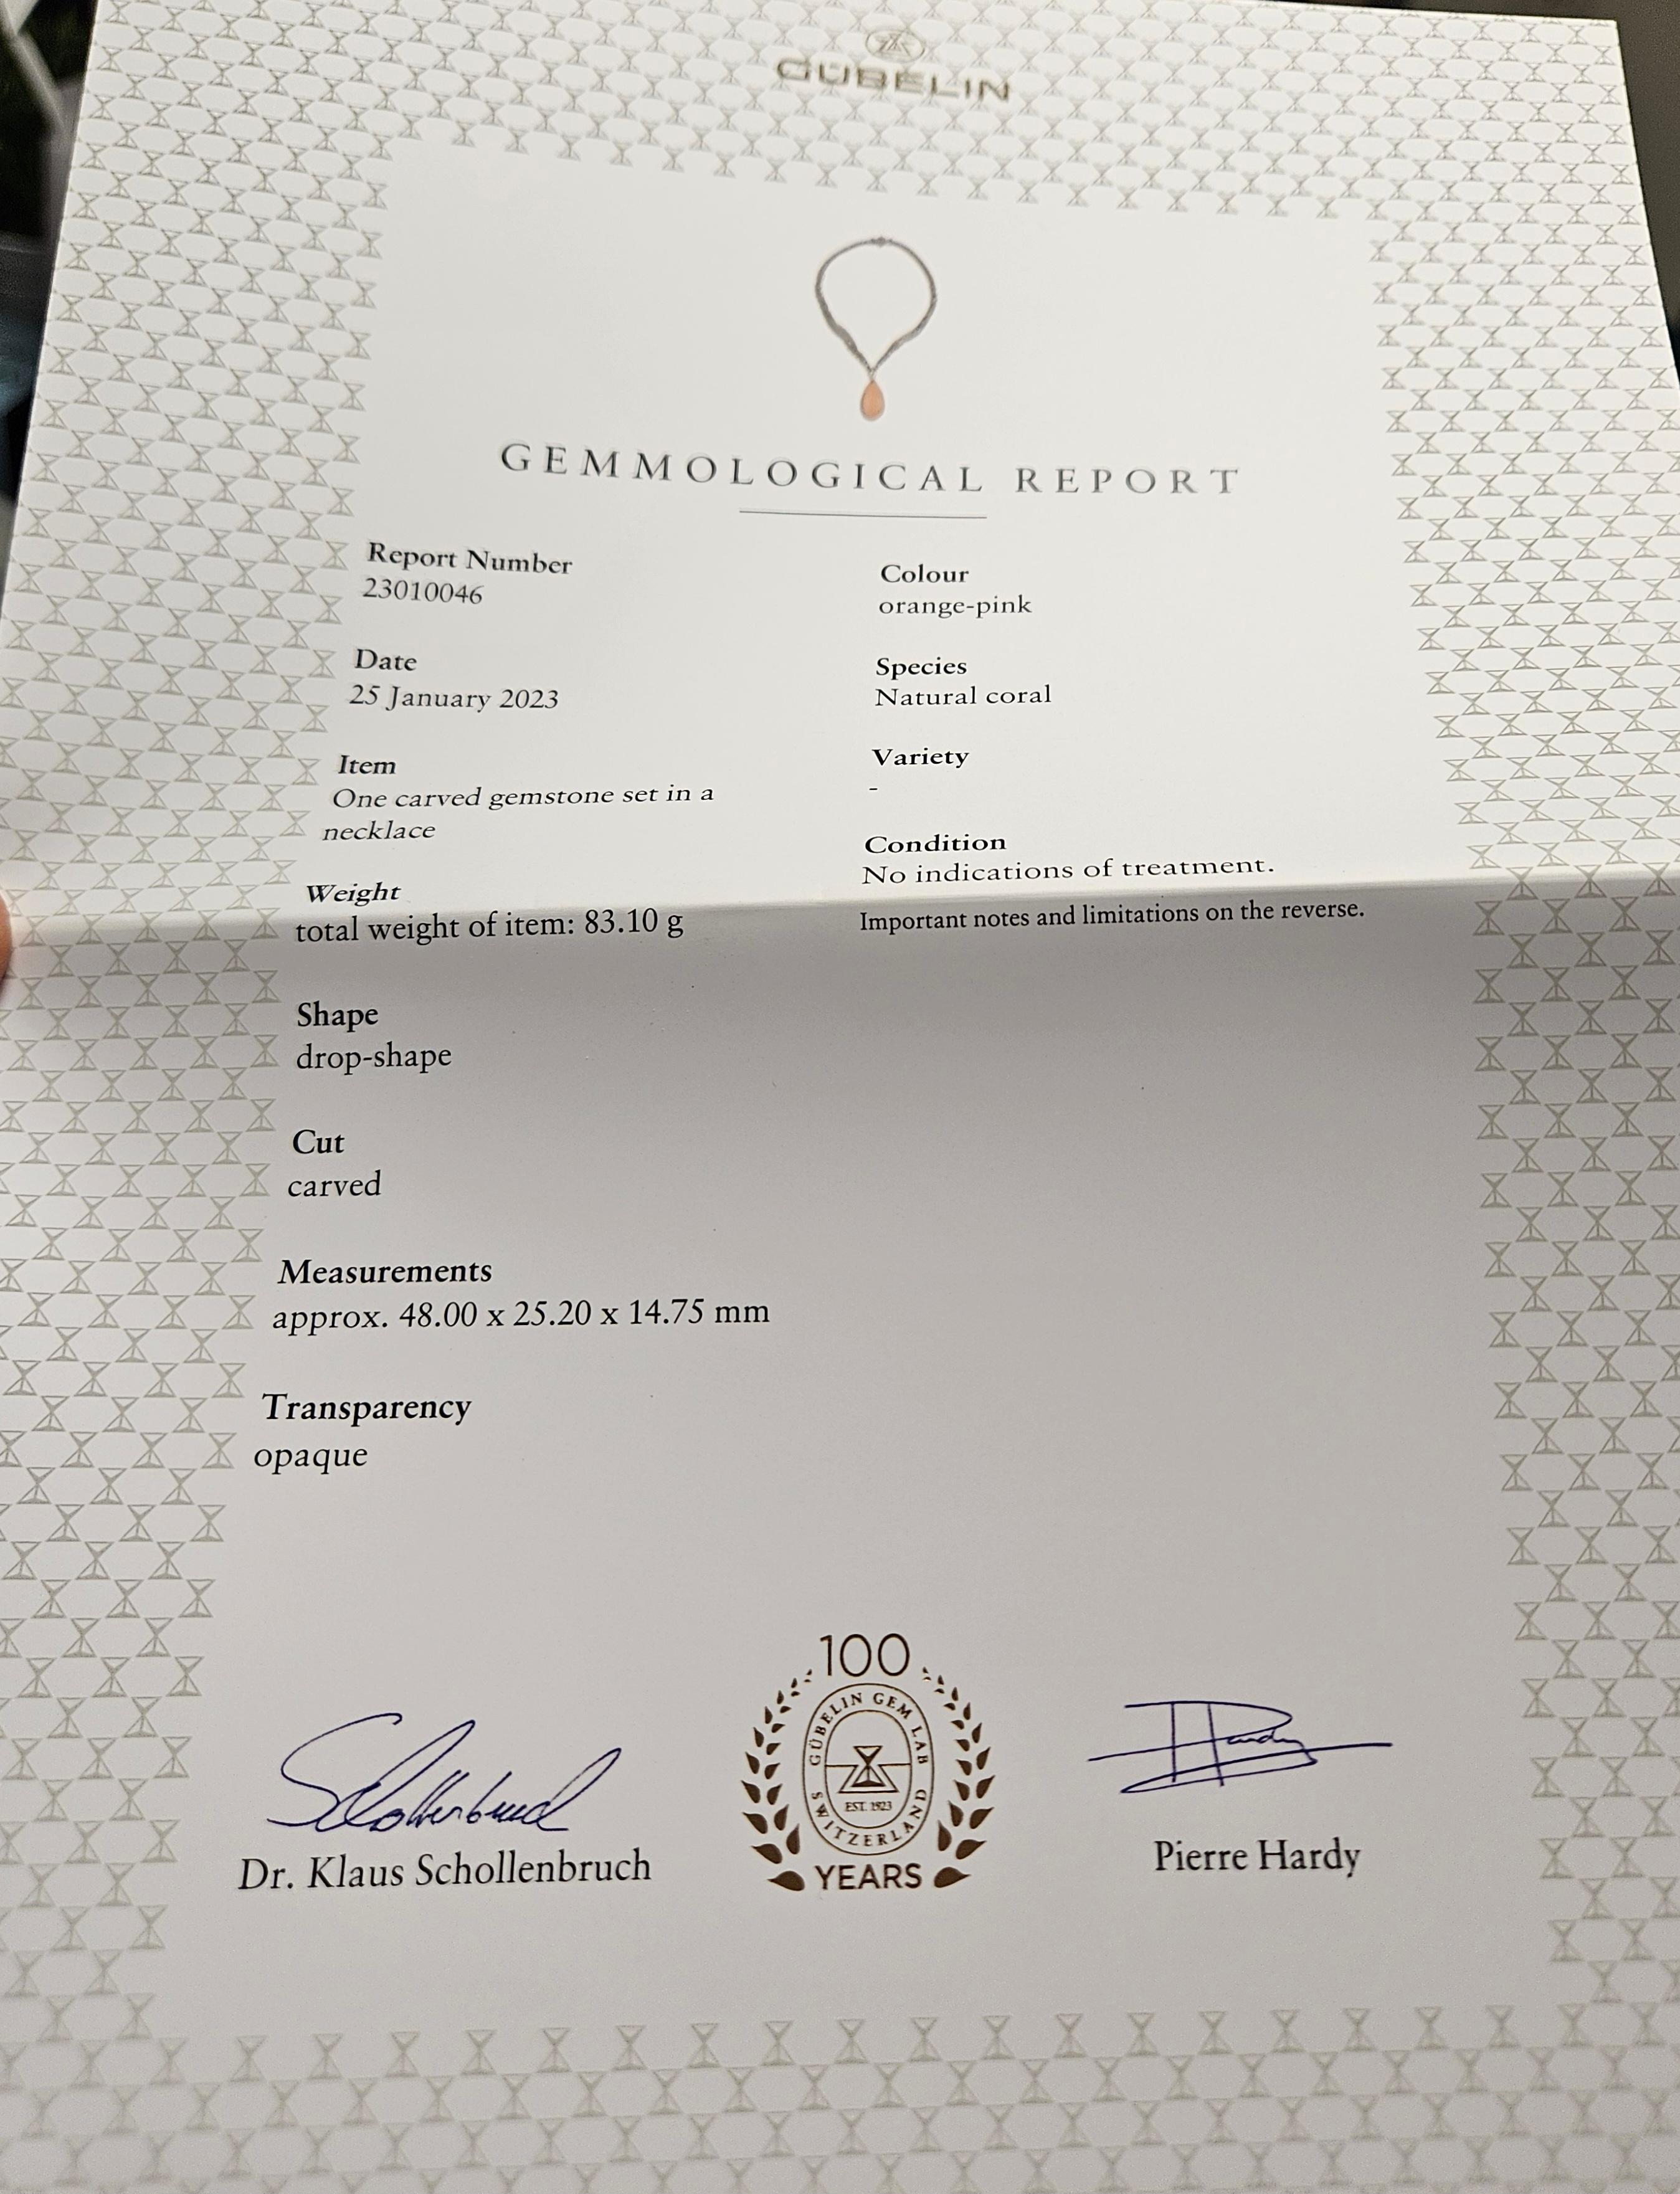 GÜBELIN
GEMMOLOGICAL REPORT
Report Number
23010046
Date
25 January 2023
Item
One carved gemstone set in a
necklace
Weight
total weight of item: 83.10 g
Shape
drop-shape
Cut
carved
Measurements
approx. 48.00 x 25.20 x 14.75 mm
Transparency
opaque
Colour
orange-pink
Species
Natural coral
Variety
-
Condition
No indications of treatment.
Important notes and limitations on the reverse.
Schollenbruch
Dr. Klaus Schollenbruch
100
GÜBELIN GEM LAB
EST. 1923
SWITZERLAND
YEARS
PHardy
Pierre Hardy